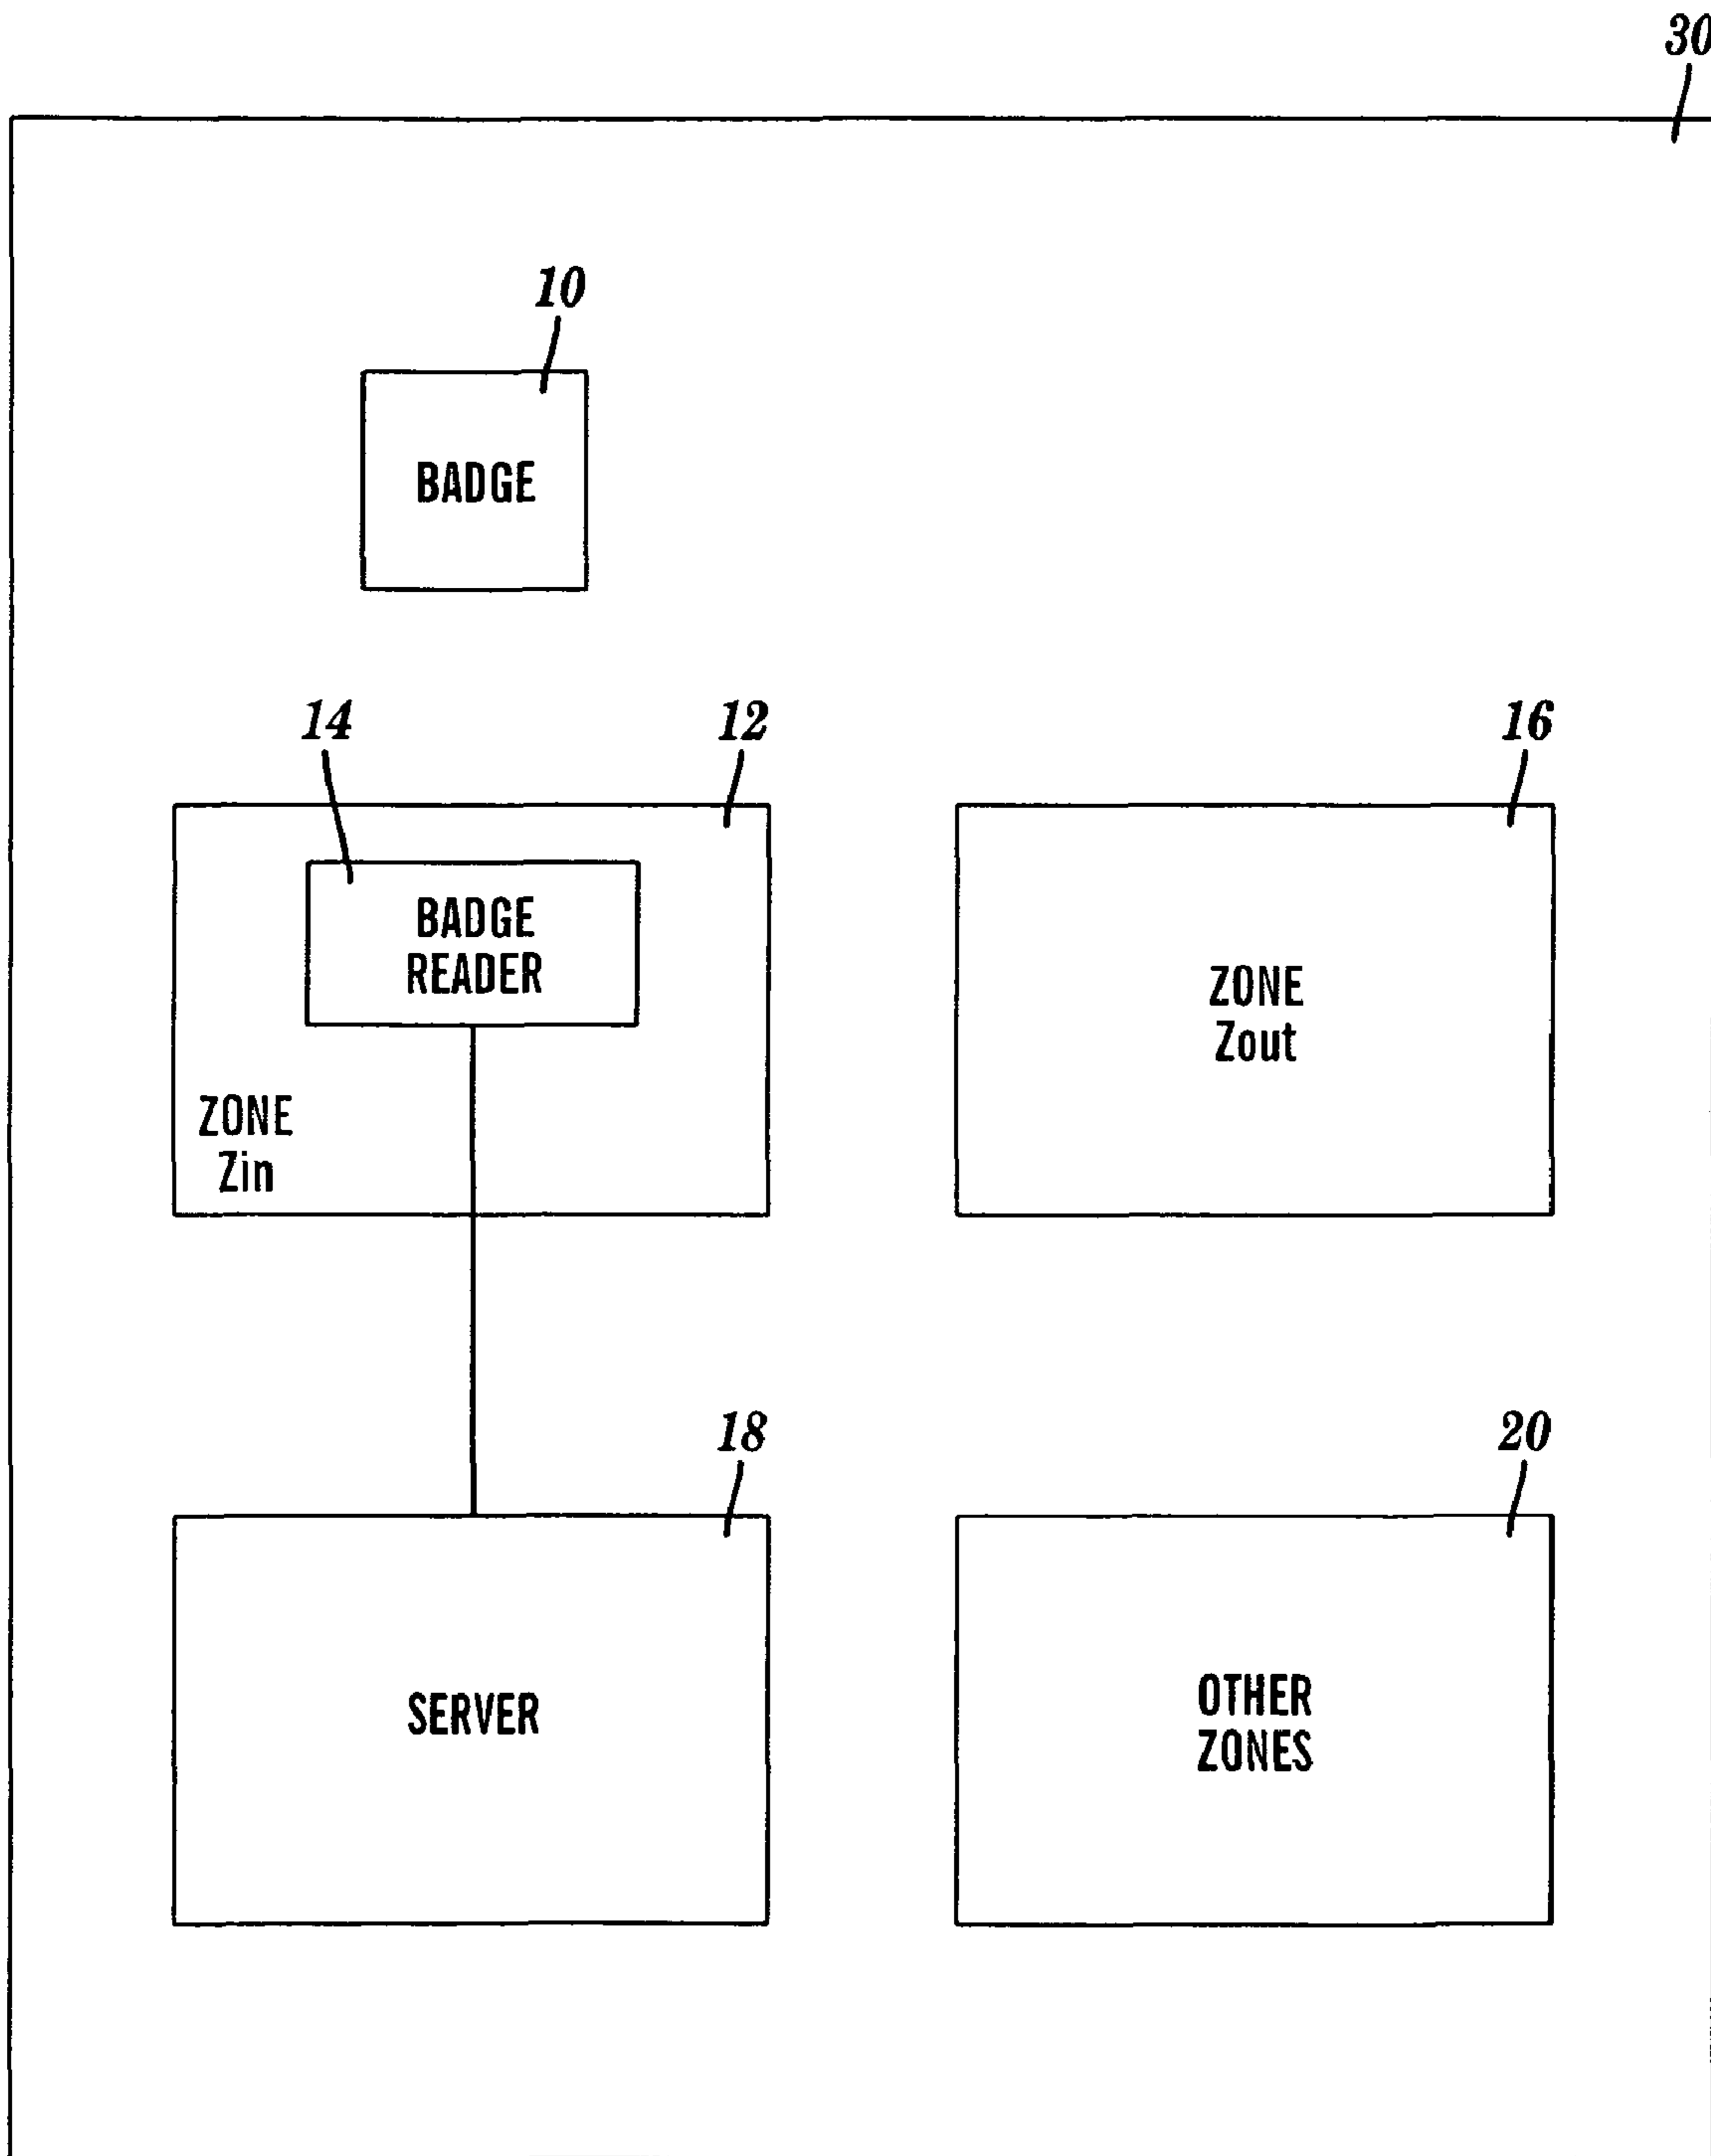 30
10
BADGE
14
12
16
BADGE
READER
ZONE
Zout
ZONE
Zin
18
20
SERVER
OTHER
ZONES